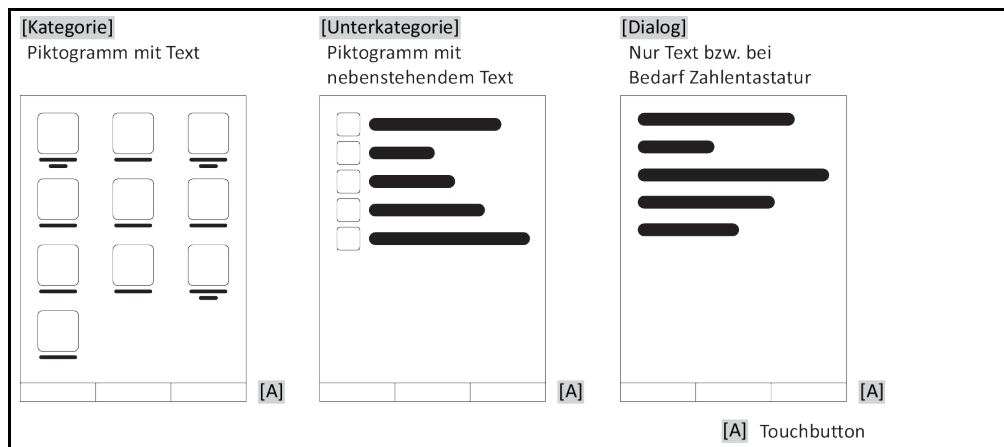 [Kategorie]
Piktogramm mit Text
[Unterkategorie]
Piktogramm mit
nebenstehendem Text
[Dialog]
Nur Text bzw. bei
Bedarf Zahlentastatur
[A]
[A]
[A]
[A] Touchbutton